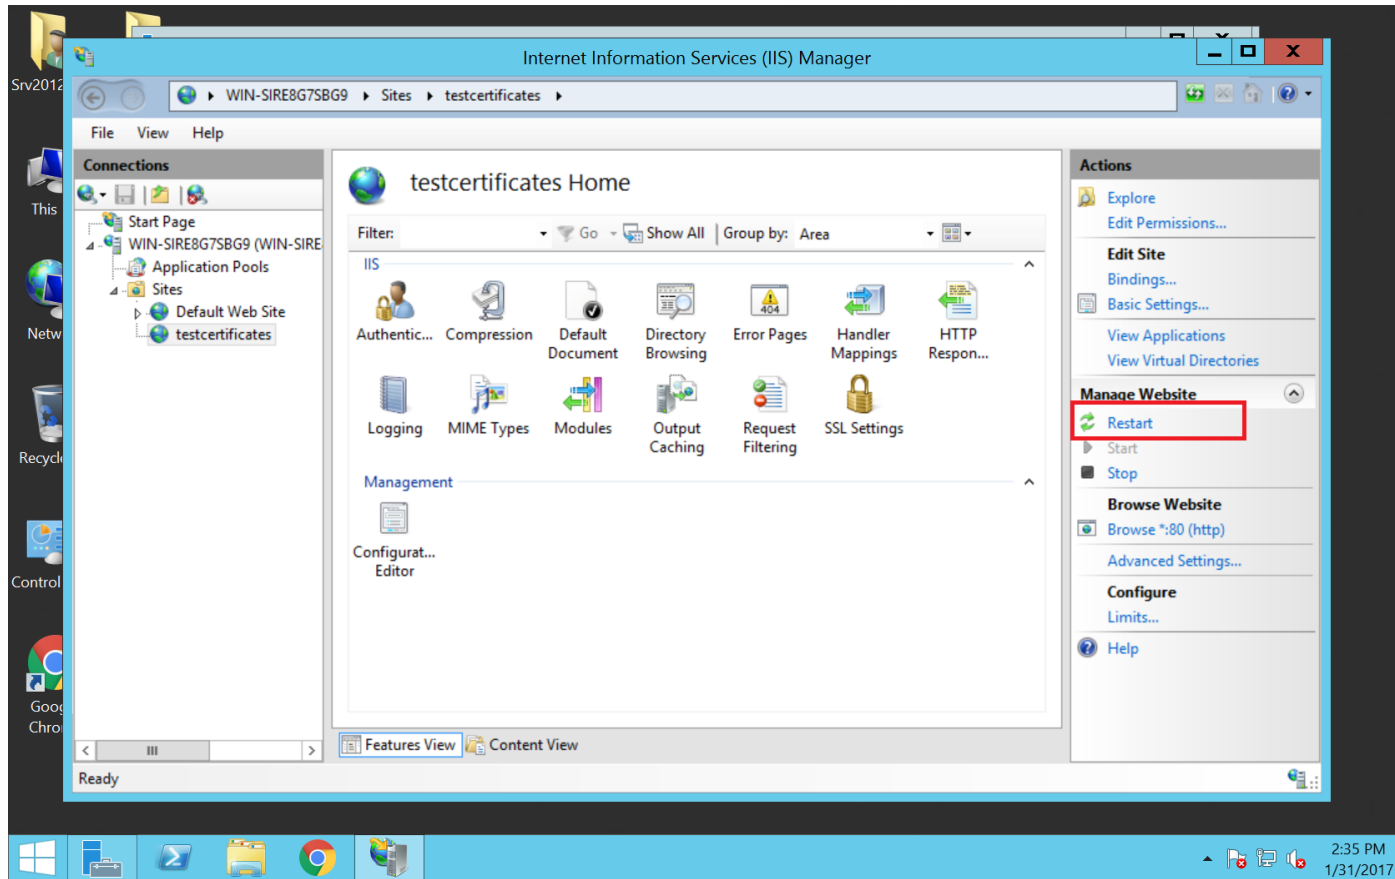 Internet Information Services (IIS) Manager
WIN-SIRE8G7SBG9 Sites testcertificates
File View Help
Srv2012
This
Netw
Recycle
Control
Goog
Chro
Connections
Start Page
WIN-SIRE8G7SBG9 (WIN-SIRE
Application Pools
Sites
Default Web Site
testcertificates
testcertificates Home
Filter: Go Show All Group by: Area
IIS
Authentic... Compression Default Document Directory Browsing Error Pages Handler Mappings HTTP Respon...
404
Logging MIME Types Modules Output Caching Request Filtering SSL Settings
Management
Configurat...
Editor
Features View Content View
Actions
Explore
Edit Permissions...
Edit Site
Bindings...
Basic Settings...
View Applications
View Virtual Directories
Manage Website
Restart
Start
Stop
Browse Website
Browse *:80 (http)
Advanced Settings...
Configure
Limits...
Help
Ready
2:35 PM
1/31/2017